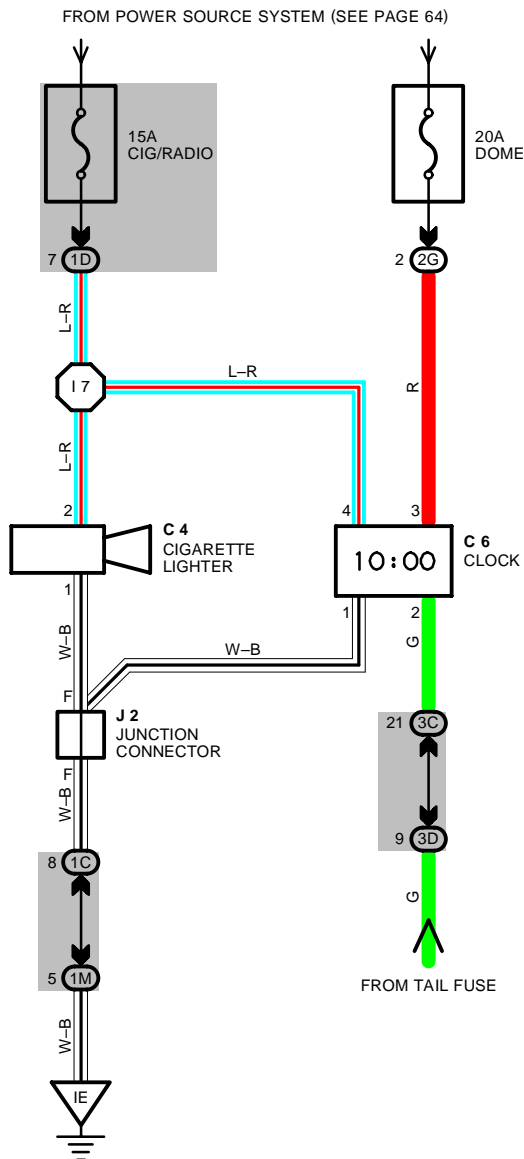 FROM POWER SOURCE SYSTEM (SEE PAGE 64)
15A
CIG/RADIO
20A
DOME
7 1D
2 2G
L–R
L–R
R
I 7
L–R
2
4
3
C 4
CIGARETTE
LIGHTER
10:00
C 6
CLOCK
1
1
2
W–B
W–B
G
F
J 2
JUNCTION
CONNECTOR
21 3C
F
W–B
8 1C
9 3D
G
5 1M
FROM TAIL FUSE
W–B
IE